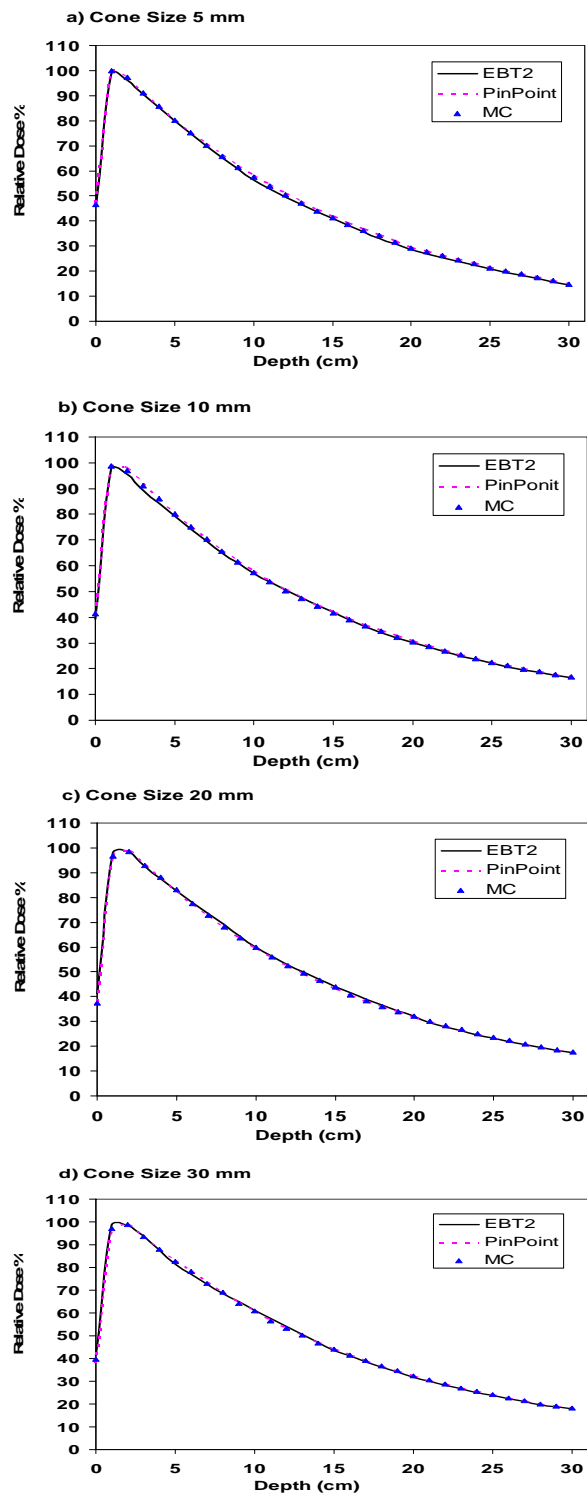 a) Cone Size 5 mm
110
100
90
80
70
60
50
40
30
20
10
0
Relative Dose %
EBT2
PinPoint
MC
0 5 10 15 20 25 30
Depth (cm)
b) Cone Size 10 mm
110
100
90
80
70
60
50
40
30
20
10
0
Relative Dose %
EBT2
PinPonit
MC
0 5 10 15 20 25 30
Depth (cm)
c) Cone Size 20 mm
110
100
90
80
70
60
50
40
30
20
10
0
Relative Dose %
EBT2
PinPoint
MC
0 5 10 15 20 25 30
Depth (cm)
d) Cone Size 30 mm
110
100
90
80
70
60
50
40
30
20
10
0
Relative Dose %
EBT2
PinPoint
MC
0 5 10 15 20 25 30
Depth (cm)